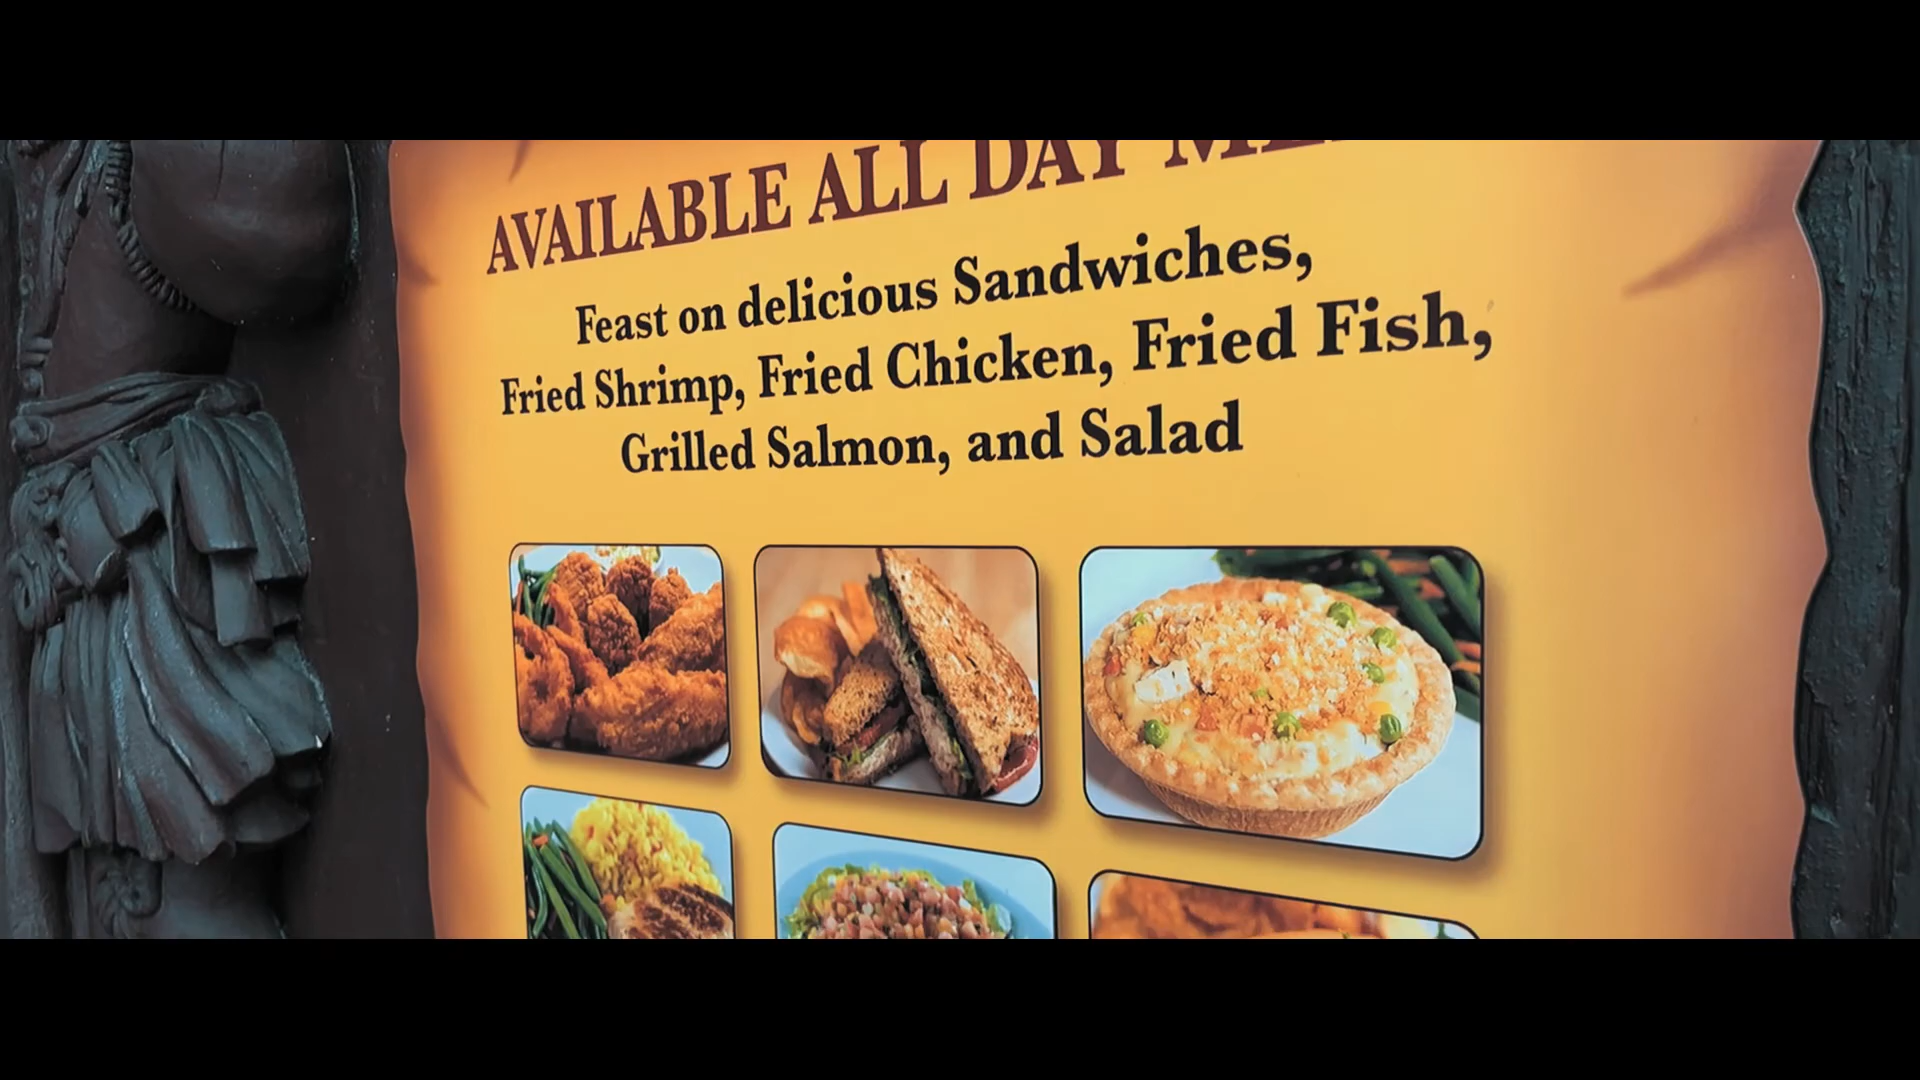 AVAILABLE ALL DAY
Feast on delicious Sandwiches,
Fried Shrimp, Fried Chicken, Fried Fish,
Grilled Salmon, and Salad